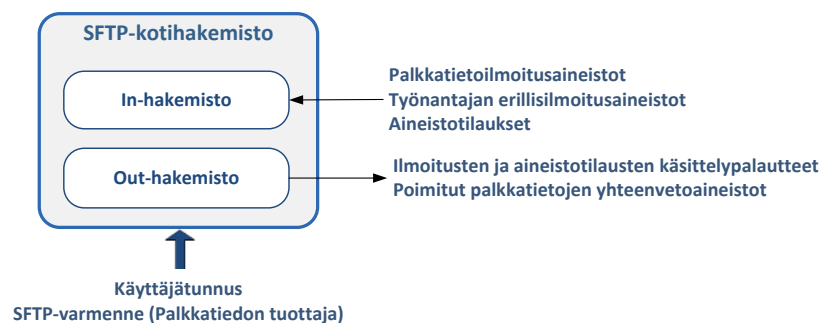 SFTP-kotihakemisto
In-hakemisto
Palkkatietoilmoitusaineistot
Työnantajan erillisilmoitusaineistot
Aineistotilaukset
Out-hakemisto
Ilmoitusten ja aineistotilausten käsittelypalautteet
Poimitut palkkatietojen yhteenvetoaineistot
Käyttäjätunnus
SFTP-varmenne (Palkkatiedon tuottaja)